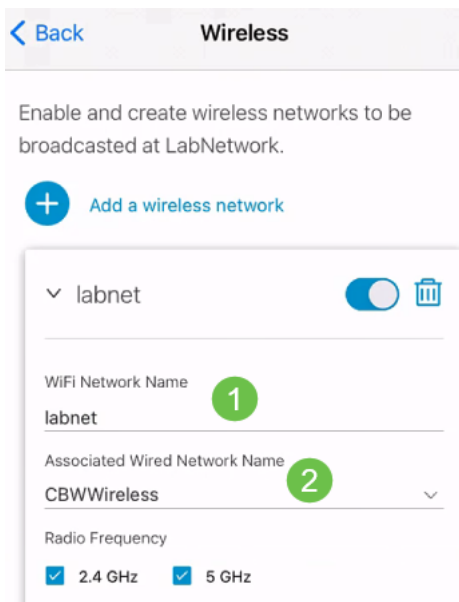 Back
Wireless
Enable and create wireless networks to be
broadcasted at LabNetwork.
Add a wireless network
labnet
WiFi Network Name
1
labnet
Associated Wired Network Name
2
CBWWireless
Radio Frequency
2.4 GHz 5 GHz